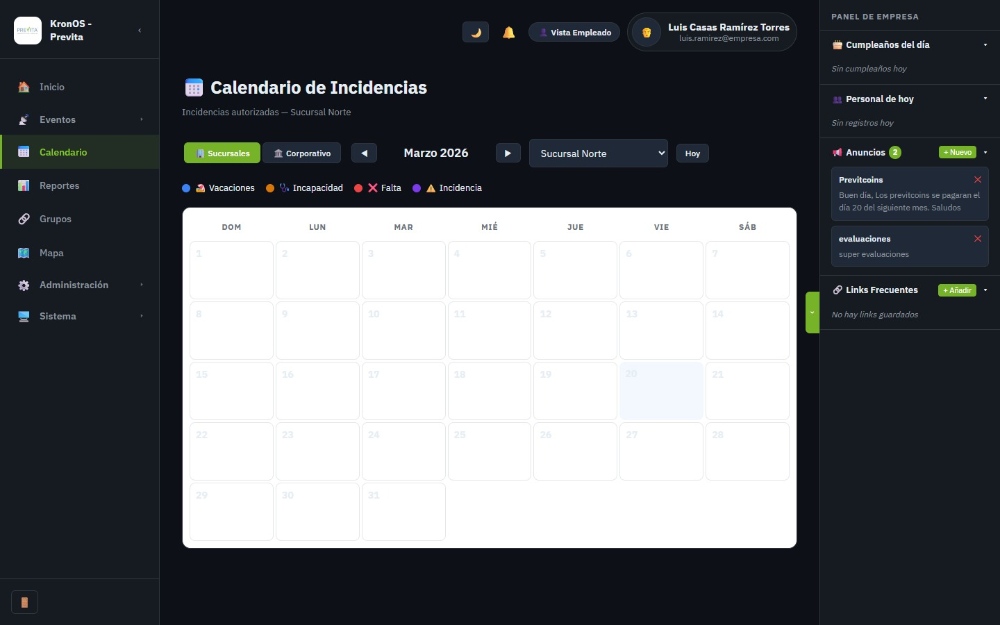 PREVITA
KronOS -
Previta
Inicio
Eventos
Calendario
Reportes
Grupos
Mapa
Administración
Sistema
Vista Empleado
Luis Casas Ramírez Torres
luis.ramirez@empresa.com
Calendario de Incidencias
Incidencias autorizadas — Sucursal Norte
Sucursales
Corporativo
Marzo 2026
Sucursal Norte
Hoy
Vacaciones
Incapacidad
Falta
Incidencia
DOM LUN MAR MIÉ JUE VIE SÁB
1 2 3 4 5 6 7
8 9 10 11 12 13 14
15 16 17 18 19 20 21
22 23 24 25 26 27 28
29 30 31
PANEL DE EMPRESA
Cumpleaños del día
Sin cumpleaños hoy
Personal de hoy
Sin registros hoy
Anuncios 2
+ Nuevo
Previtcoins
Buen día, Los previtcoins se pagaran el
día 20 del siguiente mes. Saludos
evaluaciones
super evaluaciones
Links Frecuentes
+ Añadir
No hay links guardados